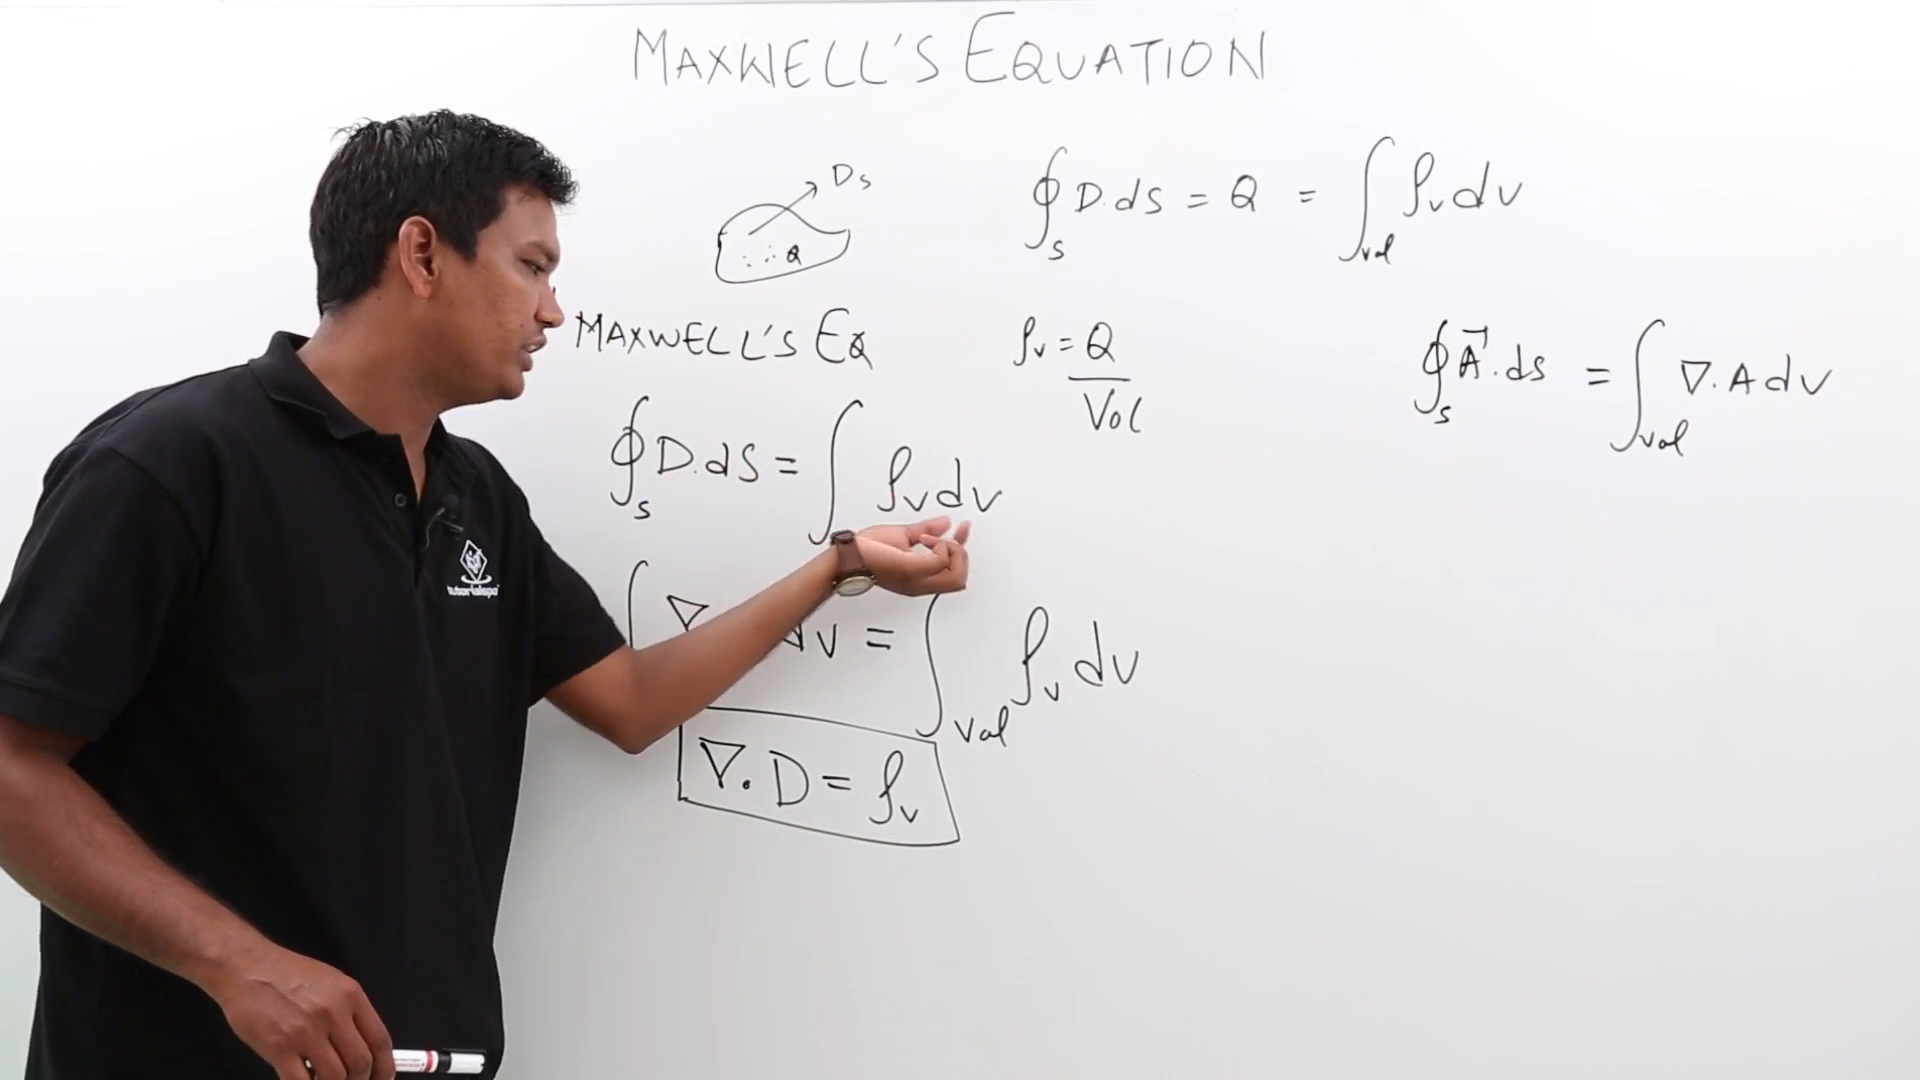 MAXWELL'S EQUATION
Ds
Q
∮s D.ds = Q = ∫vol ρv dv
MAXWELL'S EQ
ρv = Q / Vol
∮s A⃗.ds = ∫vol ∇.A dv
∮s D.ds = ∫ ρv dv
∫ ∇ dv = ∫vol ρv dv
∇.D = ρv